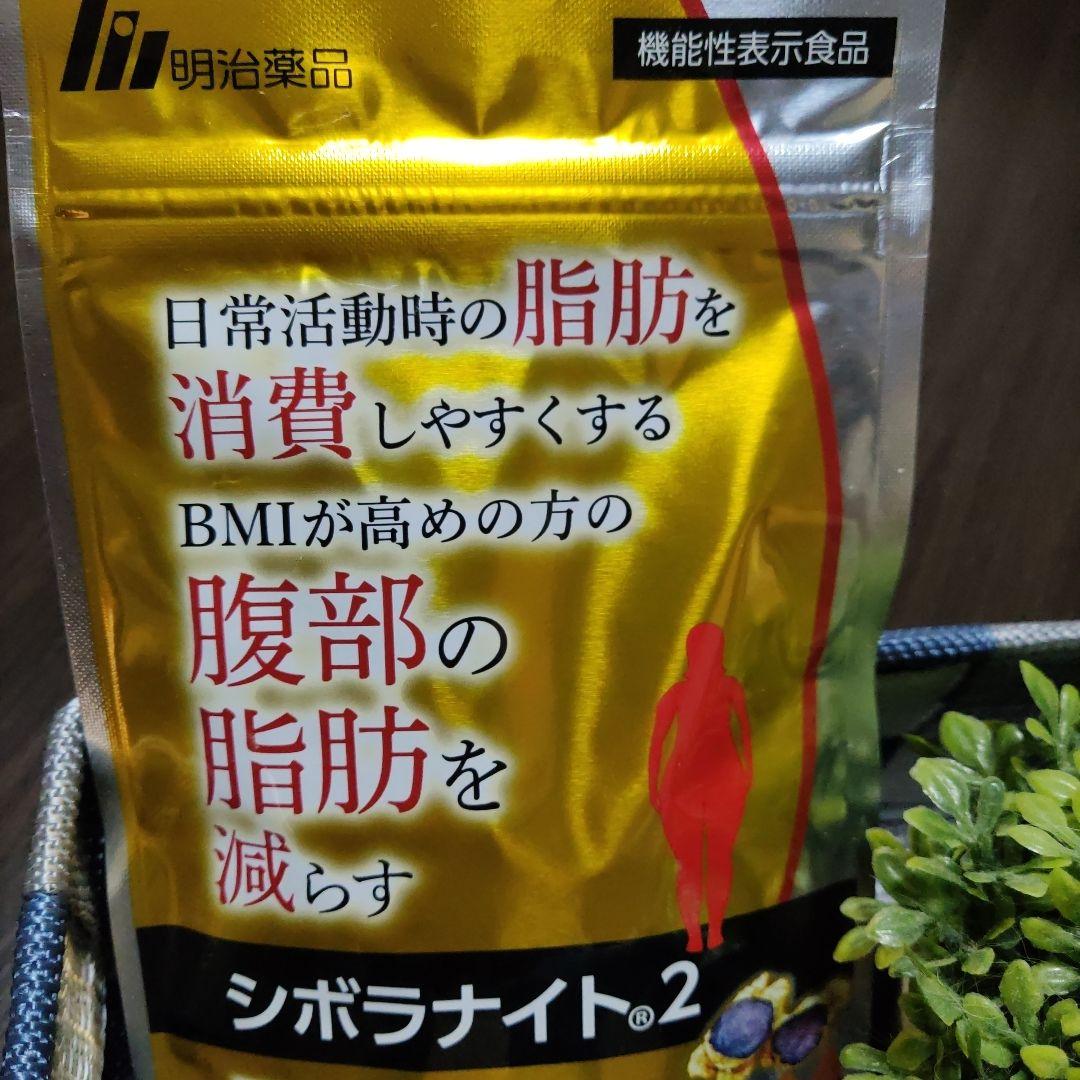 明治薬品
機能性表示食品
日常活動時の脂肪を
消費しやすくする
BMIが高めの方の
腹部の
脂肪を
減らす
シボラナイト®2